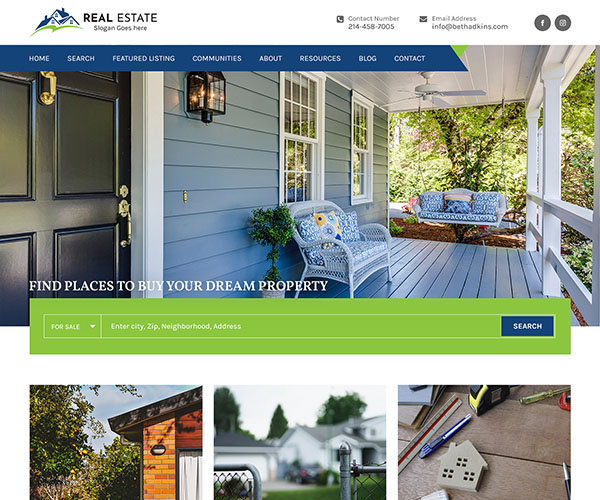 REAL ESTATE
Slogan Goes here
Contact Number
214-458-7005
Email Address
info@bethadkins.com
f
HOME SEARCH FEATURED LISTING COMMUNITIES ABOUT RESOURCES BLOG CONTACT
FIND PLACES TO BUY YOUR DREAM PROPERTY
FOR SALE Enter city, Zip, Neighborhood, Address SEARCH